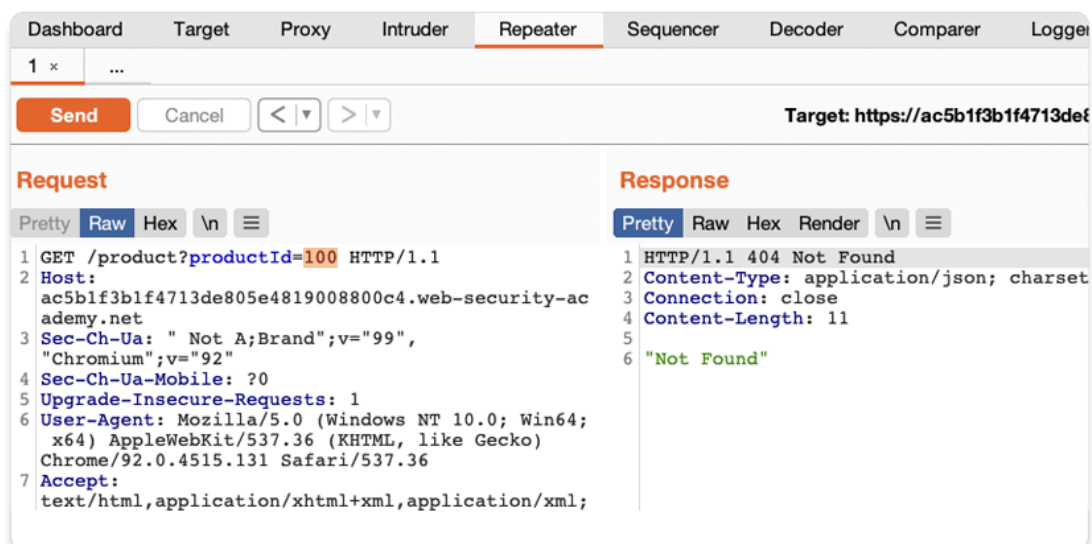 Dashboard Target Proxy Intruder Repeater Sequencer Decoder Comparer Logger
1 × ...
Send Cancel < ▼ > ▼ Target: https://ac5b1f3b1f4713de8
Request
Pretty Raw Hex \n ☰
1 GET /product?productId=100 HTTP/1.1
2 Host:
ac5b1f3b1f4713de805e4819008800c4.web-security-ac
ademy.net
3 Sec-Ch-Ua: " Not A;Brand";v="99",
"Chromium";v="92"
4 Sec-Ch-Ua-Mobile: ?0
5 Upgrade-Insecure-Requests: 1
6 User-Agent: Mozilla/5.0 (Windows NT 10.0; Win64;
x64) AppleWebKit/537.36 (KHTML, like Gecko)
Chrome/92.0.4515.131 Safari/537.36
7 Accept:
text/html,application/xhtml+xml,application/xml;
Response
Pretty Raw Hex Render \n ☰
1 HTTP/1.1 404 Not Found
2 Content-Type: application/json; charset
3 Connection: close
4 Content-Length: 11
5
6 "Not Found"